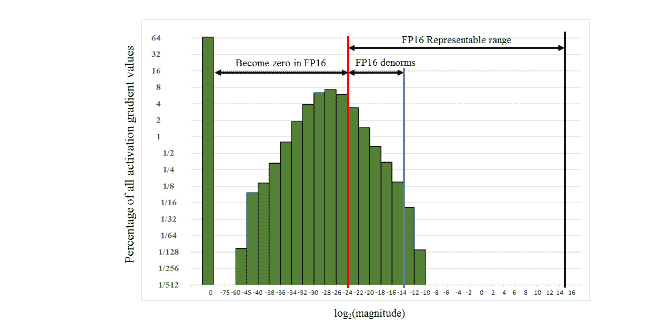 FP16 Representable range
Become zero in FP16
FP16 denorms
Percentage of all activation gradient values
64
32
16
8
4
2
1
1/2
1/4
1/8
1/16
1/32
1/64
1/128
1/256
1/512
0 -75 -60 -45 -40 -38 -36 -34 -32 -30 -28 -26 -24 -22 -20 -18 -16 -14 -12 -10 -8 -6 -4 -2 0 2 4 6 8 10 12 14 16
log₂(magnitude)